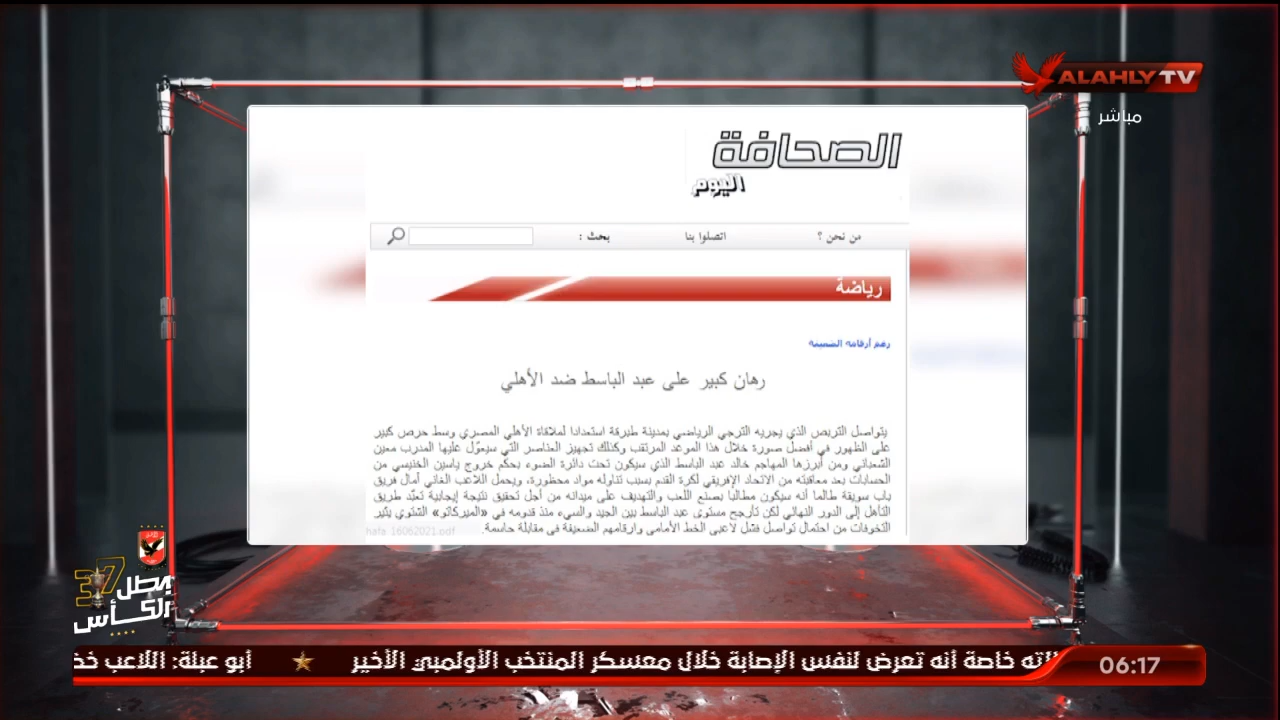 ALAHLY TV
مباشر
الصحافة
اليوم
من نحن ؟
اتصلوا بنا
بحث :
رياضة
رغم أرقامه الضعيفة
رهان كبير على عبد الباسط ضد الأهلي
يتواصل التربص الذي يجريه الترجي الرياضي بمدينة طبرقة استعدادا لملاقاة الأهلي المصري وسط حرص كبير
على الظهور في أفضل صورة خلال هذا الموعد المرتقب وكذلك تجهيز العناصر التي سيعوّل عليها المدرب معين
الشعباني ومن أبرزها المهاجم خالد عبد الباسط الذي سيكون تحت دائرة الضوء بحكم خروج ياسين الخنيسي من
الحسابات بعد معاقبته من الاتحاد الإفريقي لكرة القدم بسبب تناوله مواد محظورة، ويحمل اللاعب الغاني آمال فريق
باب سويقة طالما أنه سيكون مطالبا بصنع اللعب والتهديف على ميدانه من أجل تحقيق نتيجة إيجابية تعبّد طريق
التأهل إلى الدور النهائي لكن تأرجح مستوى عبد الباسط بين الجيد والسيء منذ قدومه في «الميركاتو» الشتوي يثير
التخوفات من احتمال تواصل فشل لاعبي الخط الأمامي وارقامهم الضعيفة في مقابلة حاسمة.
hafa_16062021.pdf
بطل 37
الكأس
خاصة أنه تعرض لنفس الإصابة خلال معسكر المنتخب الأولمبي الأخير
أبو عبلة: اللاعب
06:17